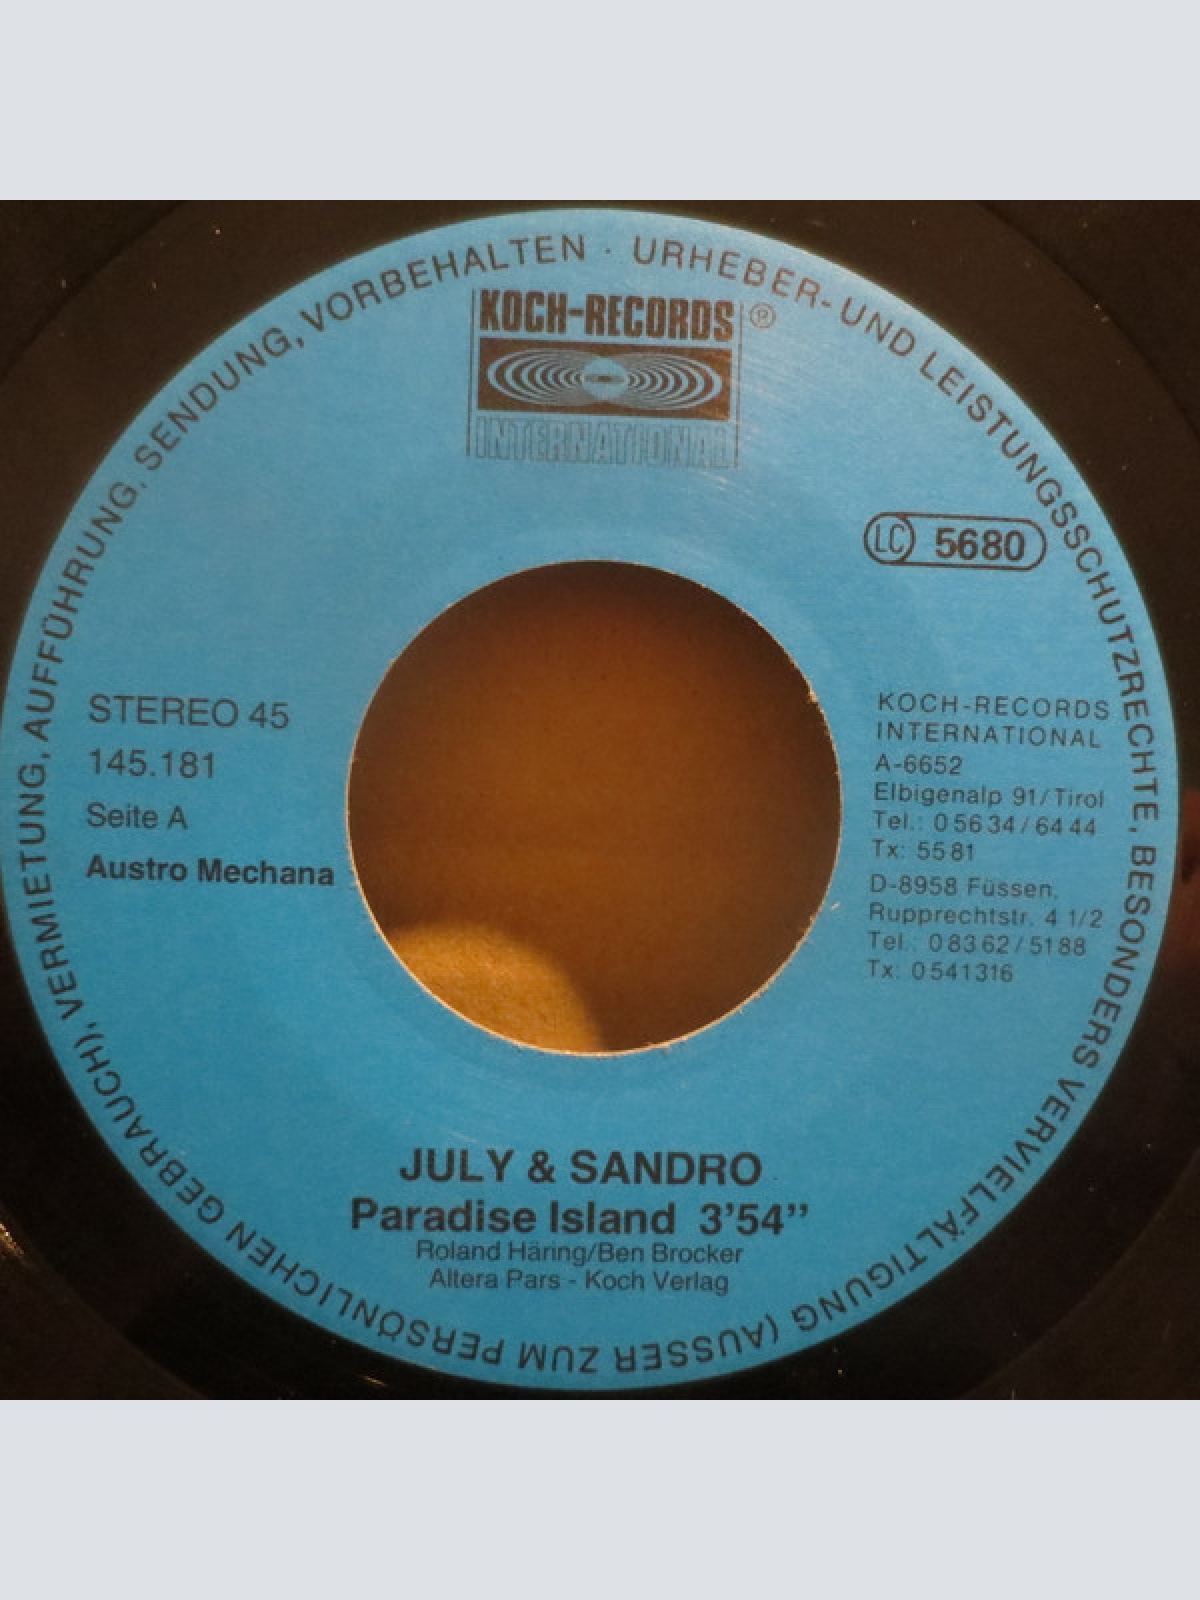 URHEBER- UND LEISTUNGSSCHUTZRECHTE, BESONDERS VERVIELFÄLTIGUNG (AUSSER ZUM PERSÖNLICHEN GEBRAUCH), VERMIETUNG, AUFFÜHRUNG, SENDUNG, VORBEHALTEN ·
KOCH-RECORDS ®
INTERNATIONAL
LC 5680
STEREO 45
145.181
Seite A
Austro Mechana
KOCH-RECORDS
INTERNATIONAL
A-6652
Elbigenalp 91/Tirol
Tel.: 05634/6444
Tx: 5581
D-8958 Füssen,
Rupprechtstr. 4 1/2
Tel.: 08362/5188
Tx: 0541316
JULY & SANDRO
Paradise Island 3'54''
Roland Häring/Ben Brocker
Altera Pars - Koch Verlag